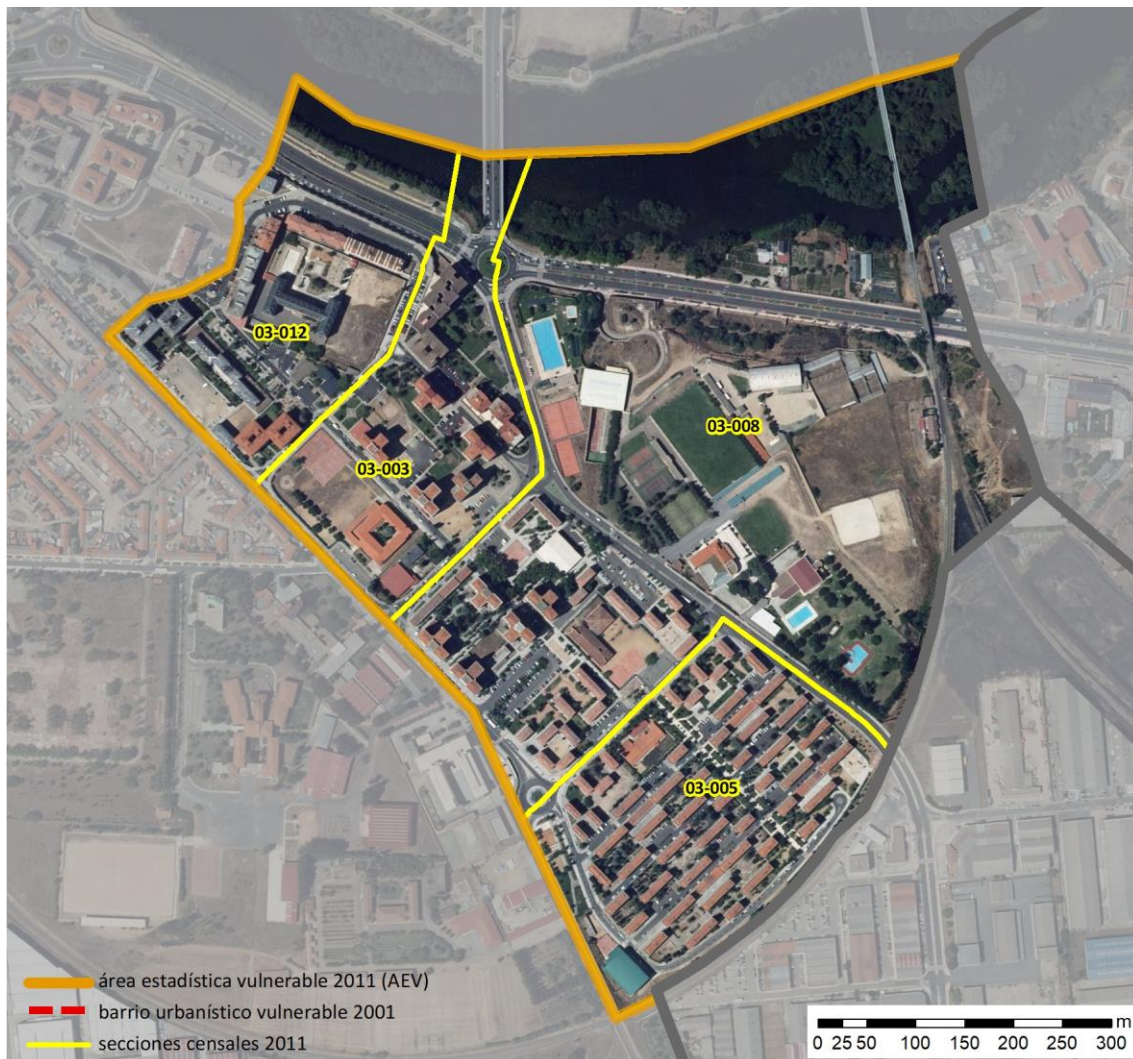 03-012
03-008
03-003
03-005
área estadística vulnerable 2011 (AEV)
barrio urbanístico vulnerable 2001
secciones censales 2011
m
0 25 50 100 150 200 250 300